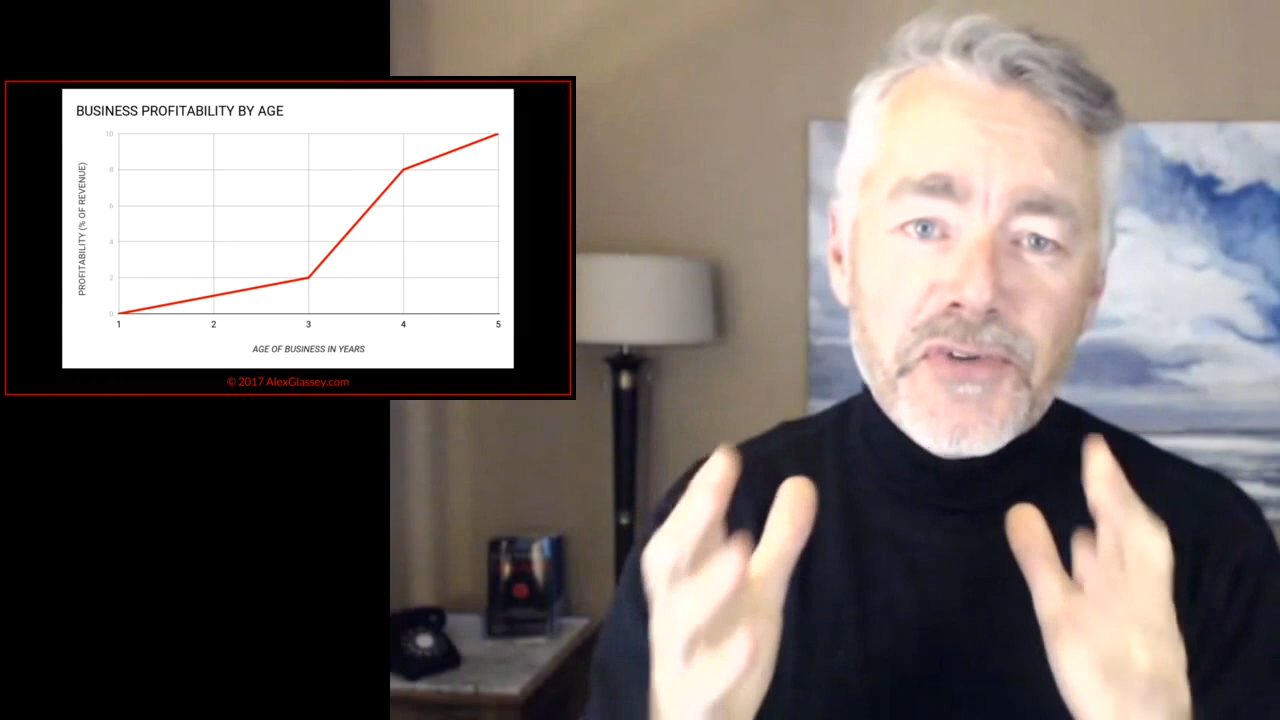 BUSINESS PROFITABILITY BY AGE
PROFITABILITY (% OF REVENUE)
10
8
6
4
2
0
1 2 3 4 5
AGE OF BUSINESS IN YEARS
© 2017 AlexGlassey.com